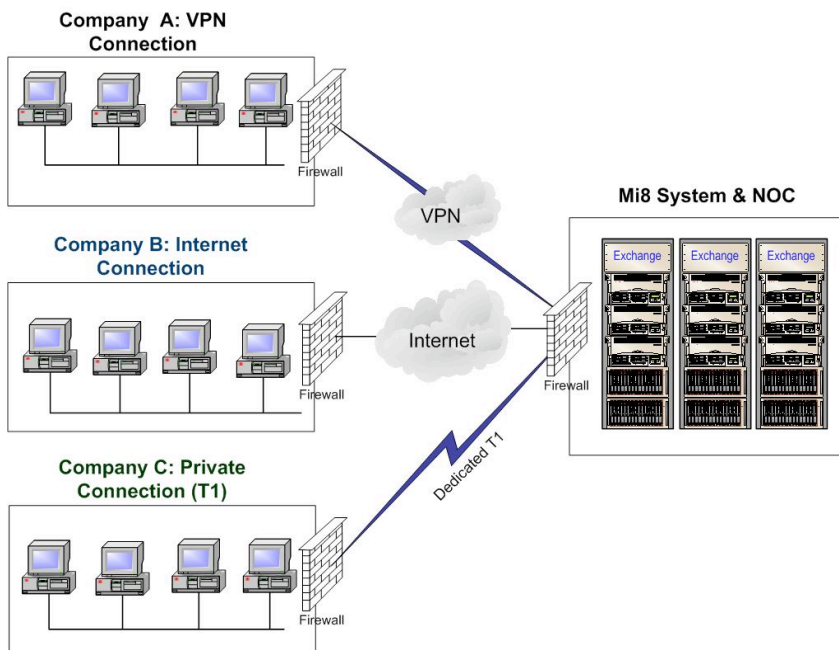 Company A: VPN
Connection
Firewall
VPN
Mi8 System & NOC
Exchange
Exchange
Exchange
Company B: Internet
Connection
Firewall
Internet
Firewall
Company C: Private
Connection (T1)
Dedicated T1
Firewall